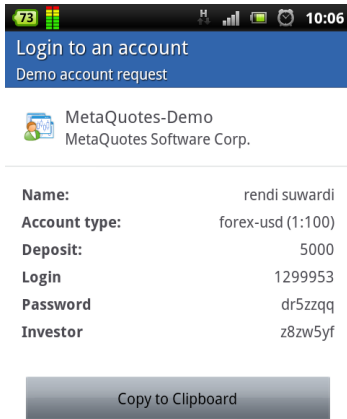 73 H 10:06
Login to an account
Demo account request
MetaQuotes-Demo
MetaQuotes Software Corp.
Name: rendi suwardi
Account type: forex-usd (1:100)
Deposit: 5000
Login 1299953
Password dr5zzqq
Investor z8zw5yf
Copy to Clipboard